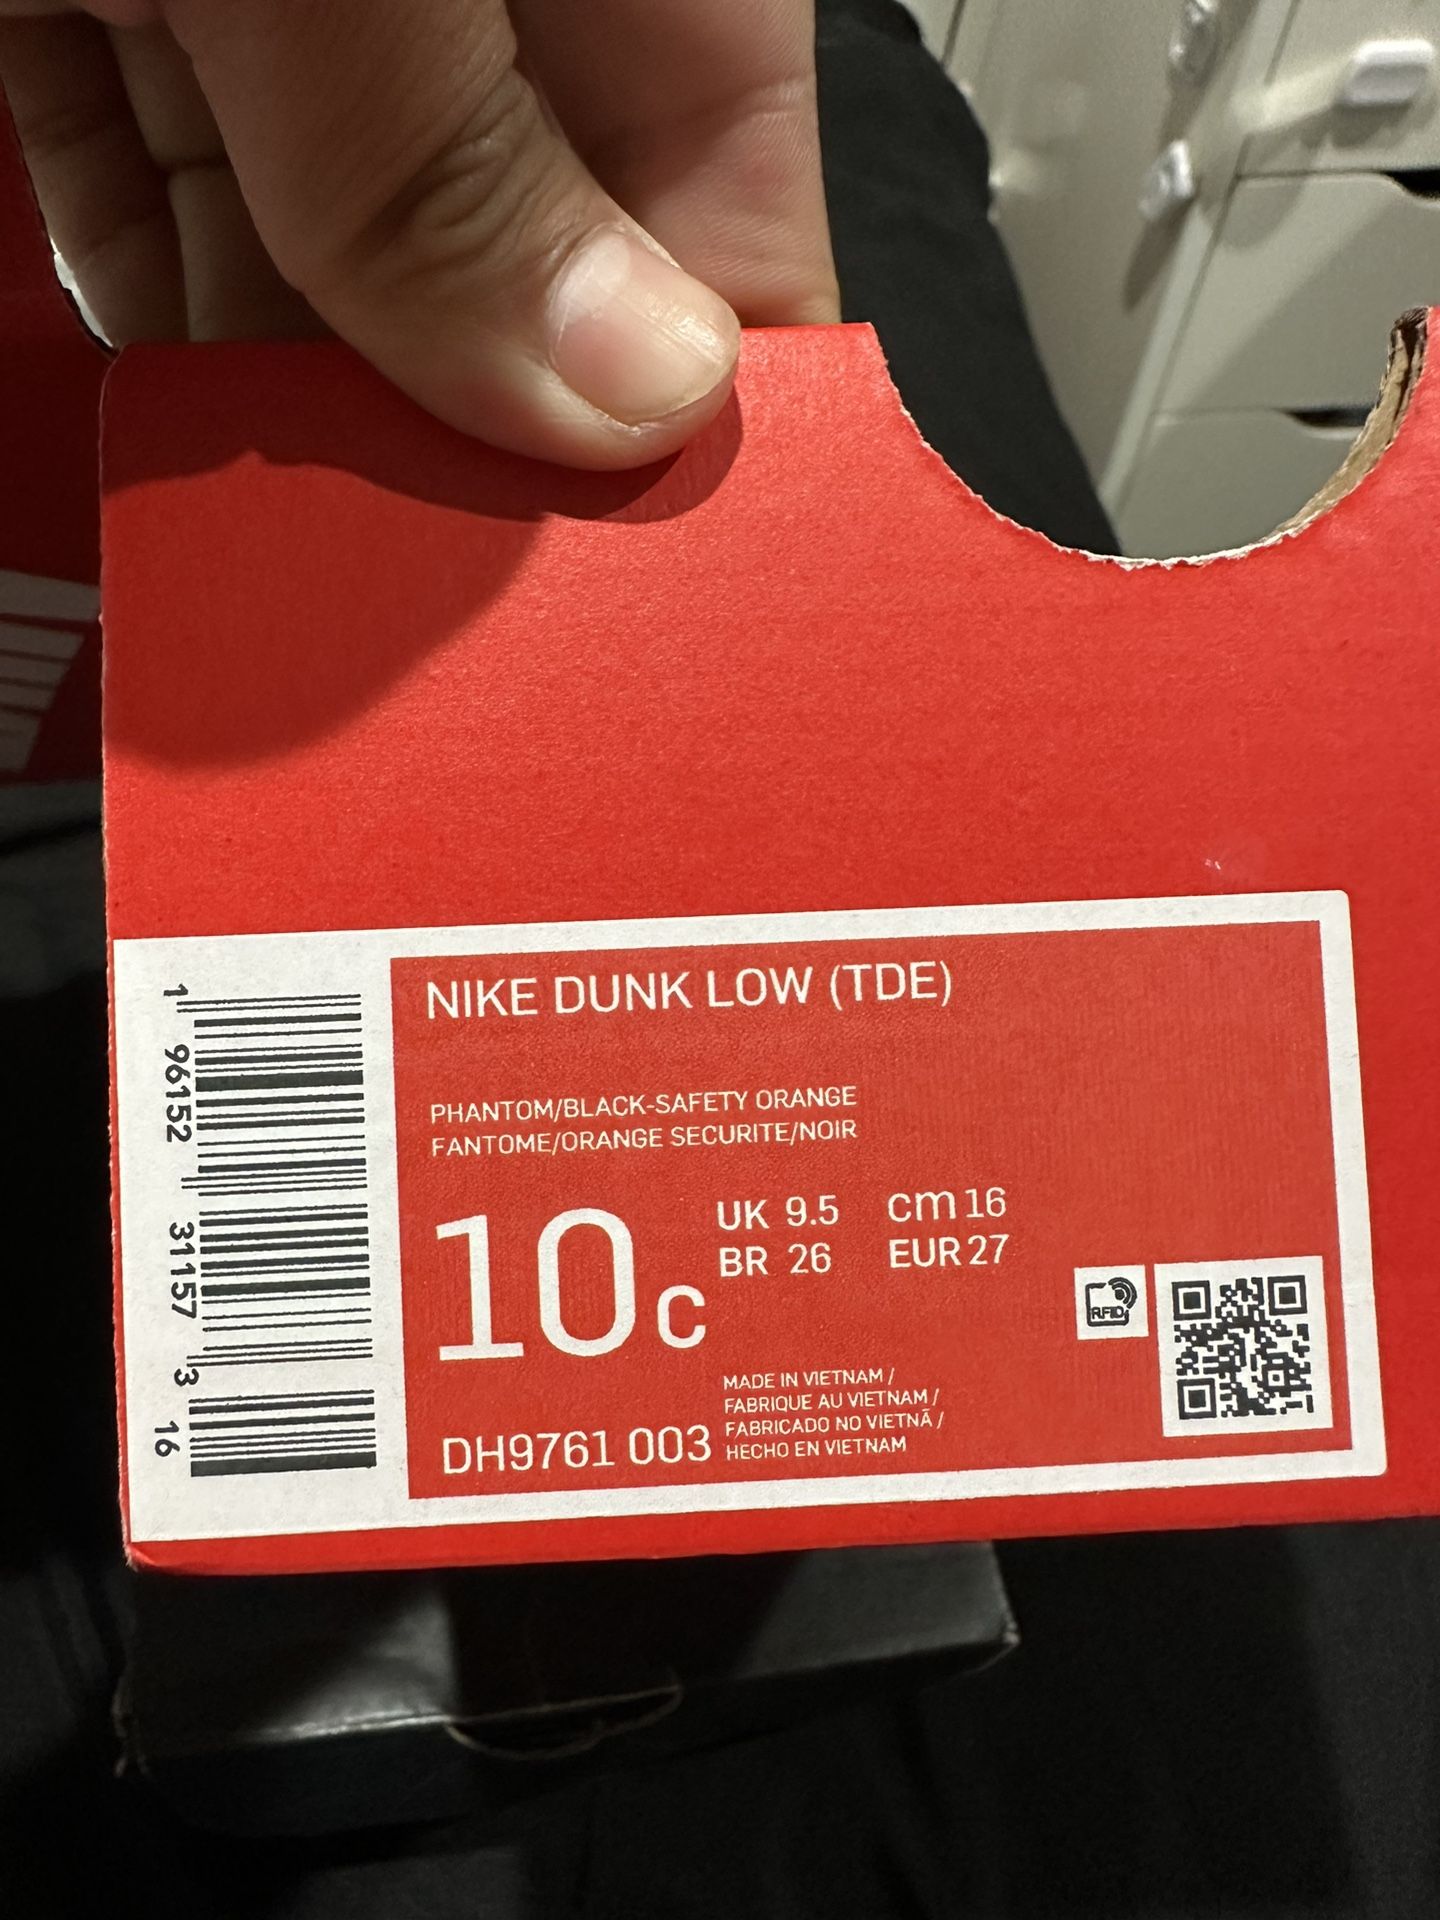 NIKE DUNK LOW (TDE)
PHANTOM/BLACK-SAFETY ORANGE
FANTOME/ORANGE SECURITE/NOIR
10C
UK 9.5 cm 16
BR 26 EUR 27
RFID
DH9761 003
MADE IN VIETNAM /
FABRIQUE AU VIETNAM /
FABRICADO NO VIETNÃ /
HECHO EN VIETNAM
1 96152 31157 3 16